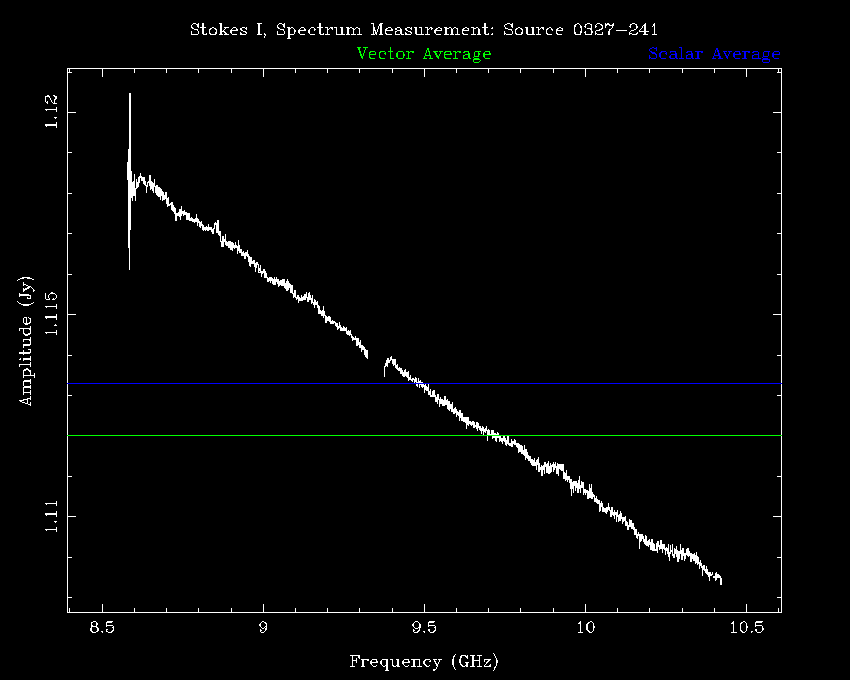 Stokes I, Spectrum Measurement: Source 0327−241
Vector Average Scalar Average
Amplitude (Jy)
1.12
1.115
1.11
8.5 9 9.5 10 10.5
Frequency (GHz)